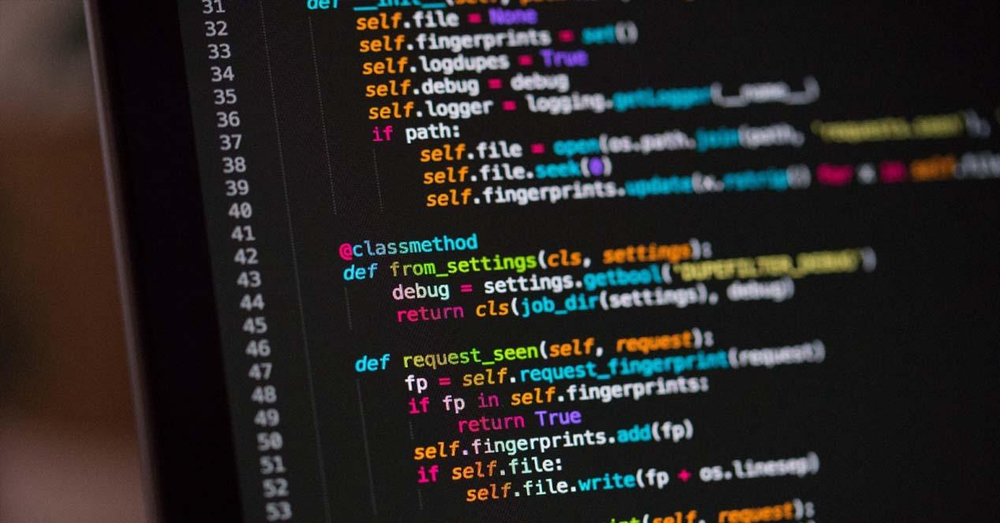 31 def __init__(self,
32 self.file = None
33 self.fingerprints = set()
34 self.logdupes = True
35 self.debug = debug
36 self.logger = logging.getLogger(__name__)
37 if path:
38 self.file = open(os.path.join(path, 'requests.seen'),
39 self.file.seek(0)
40 self.fingerprints.update(x.rstrip() for x in self.file
41
42 @classmethod
43 def from_settings(cls, settings):
44 debug = settings.getbool('DUPEFILTER_DEBUG')
45 return cls(job_dir(settings), debug)
46
47 def request_seen(self, request):
48 fp = self.request_fingerprint(request)
49 if fp in self.fingerprints:
50 return True
51 self.fingerprints.add(fp)
52 if self.file:
53 self.file.write(fp + os.linesep)
(self, request):